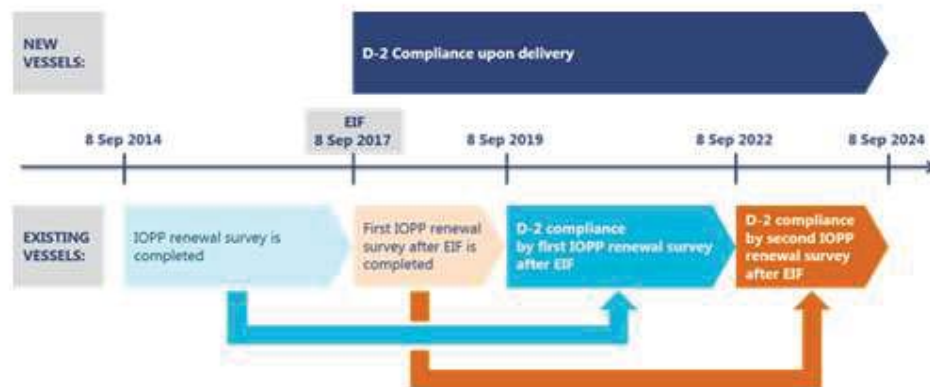 NEW
VESSELS:
D-2 Compliance upon delivery
8 Sep 2014
EIF
8 Sep 2017
8 Sep 2019
8 Sep 2022
8 Sep 2024
EXISTING
VESSELS:
IOPP renewal survey is
completed
First IOPP renewal
survey after EIF is
completed
D-2 compliance
by first IOPP renewal survey
after EIF
D-2 compliance
by second IOPP
renewal survey
after EIF